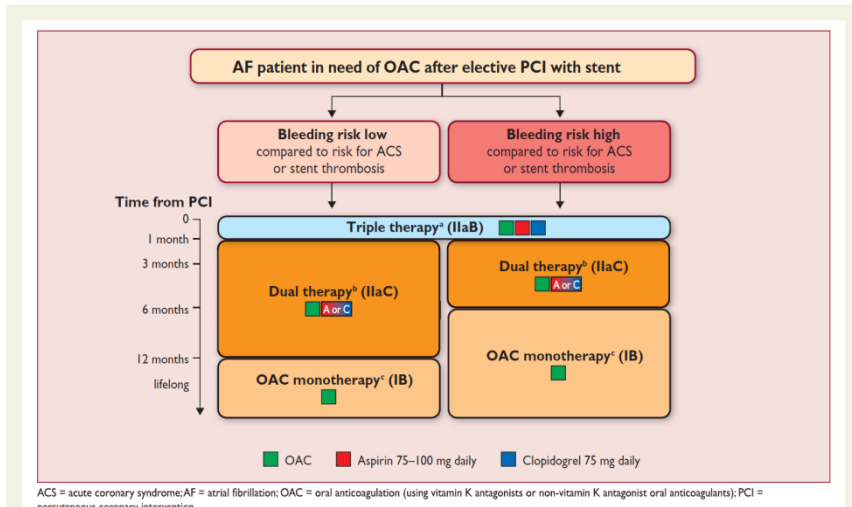 AF patient in need of OAC after elective PCI with stent
Bleeding risk low
compared to risk for ACS
or stent thrombosis
Bleeding risk high
compared to risk for ACS
or stent thrombosis
Time from PCI
0
1 month
3 months
6 months
12 months
lifelong
Triple therapyᵃ (IIaB)
Dual therapyᵇ (IIaC)
A or C
Dual therapyᵇ (IIaC)
A or C
OAC monotherapyᶜ (IB)
OAC monotherapyᶜ (IB)
OAC
Aspirin 75–100 mg daily
Clopidogrel 75 mg daily
ACS = acute coronary syndrome; AF = atrial fibrillation; OAC = oral anticoagulation (using vitamin K antagonists or non-vitamin K antagonist oral anticoagulants); PCI =
percutaneous coronary intervention